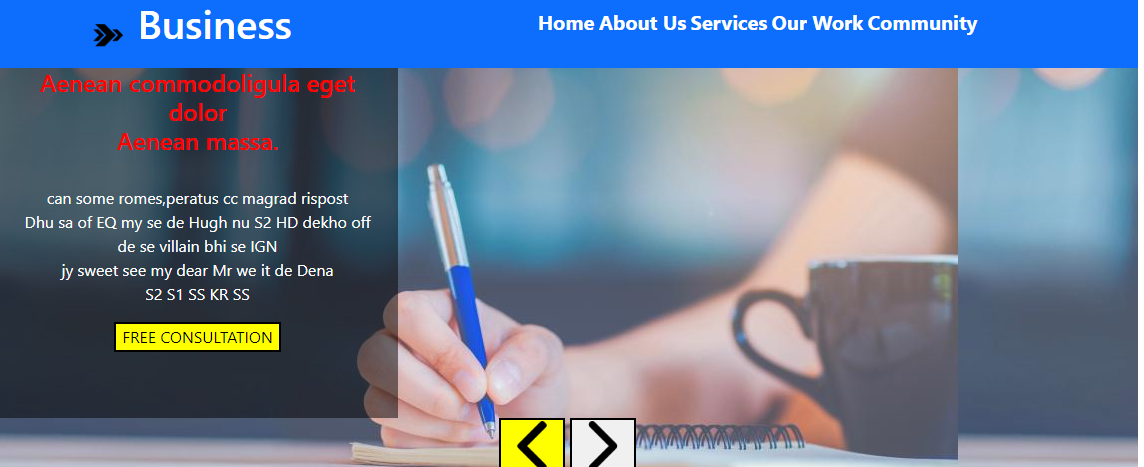 Business
Home About Us Services Our Work Community
Aenean commodoligula eget
dolor
Aenean massa.
can some romes,peratus cc magrad rispost
Dhu sa of EQ my se de Hugh nu S2 HD dekho off
de se villain bhi se IGN
jy sweet see my dear Mr we it de Dena
S2 S1 SS KR SS
FREE CONSULTATION